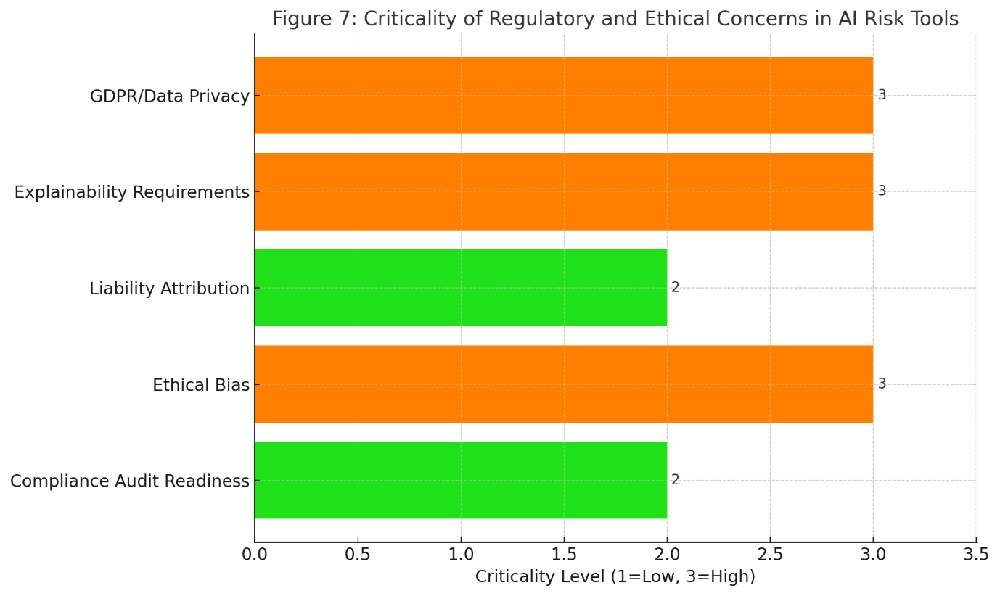 Figure 7: Criticality of Regulatory and Ethical Concerns in AI Risk Tools
GDPR/Data Privacy
3
Explainability Requirements
3
Liability Attribution
2
Ethical Bias
3
Compliance Audit Readiness
2
0.0 0.5 1.0 1.5 2.0 2.5 3.0 3.5
Criticality Level (1=Low, 3=High)